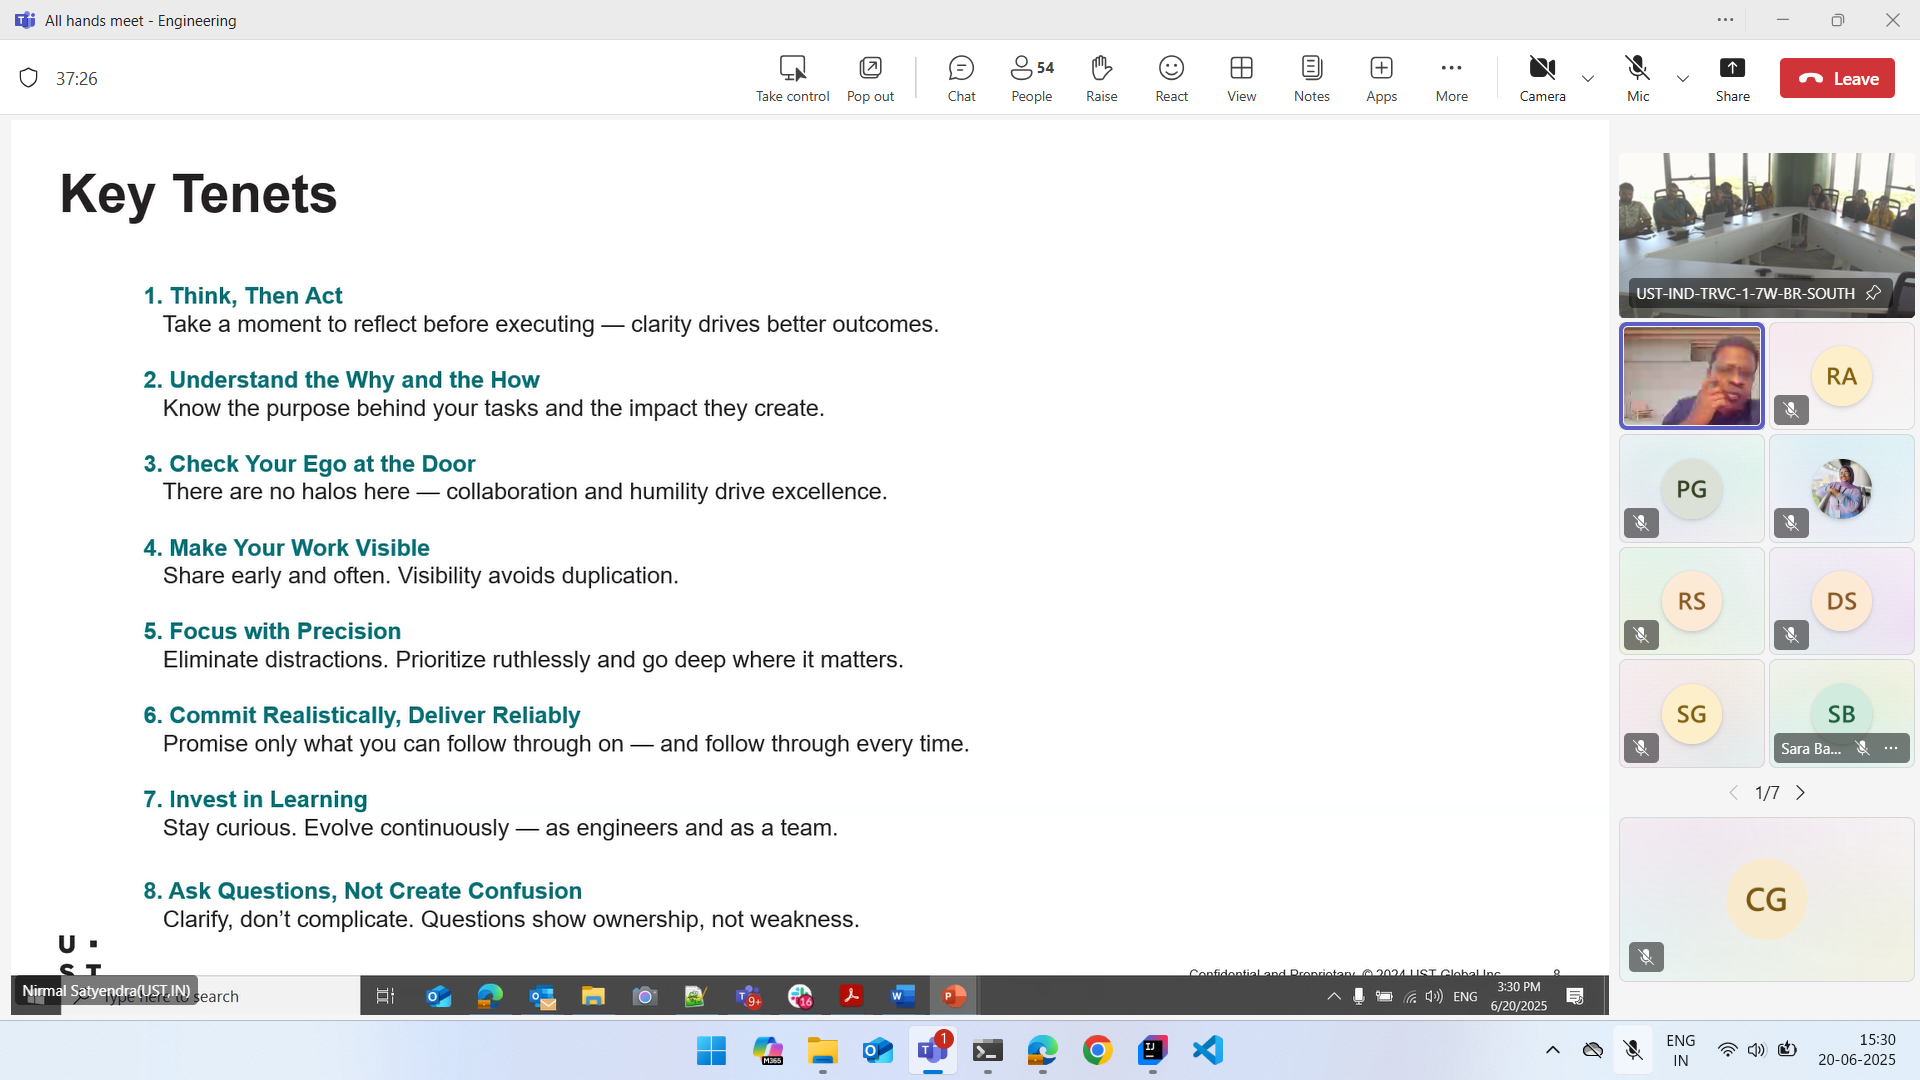 All hands meet - Engineering
37:26
Take control
Pop out
Chat
54
People
Raise
React
View
Notes
Apps
More
Camera
Mic
Share
Leave
Key Tenets
1. Think, Then Act
Take a moment to reflect before executing — clarity drives better outcomes.
2. Understand the Why and the How
Know the purpose behind your tasks and the impact they create.
3. Check Your Ego at the Door
There are no halos here — collaboration and humility drive excellence.
4. Make Your Work Visible
Share early and often. Visibility avoids duplication.
5. Focus with Precision
Eliminate distractions. Prioritize ruthlessly and go deep where it matters.
6. Commit Realistically, Deliver Reliably
Promise only what you can follow through on — and follow through every time.
7. Invest in Learning
Stay curious. Evolve continuously — as engineers and as a team.
8. Ask Questions, Not Create Confusion
Clarify, don’t complicate. Questions show ownership, not weakness.
U
S T
Confidential and Proprietary. © 2024 UST Global Inc
8
Nirmal Satyendra(UST,IN)
Type here to search
9+
16
ENG
3:30 PM
6/20/2025
UST-IND-TRVC-1-7W-BR-SOUTH
RA
PG
RS
DS
SG
SB
Sara Ba...
1/7
CG
M365
1
ENG
IN
15:30
20-06-2025